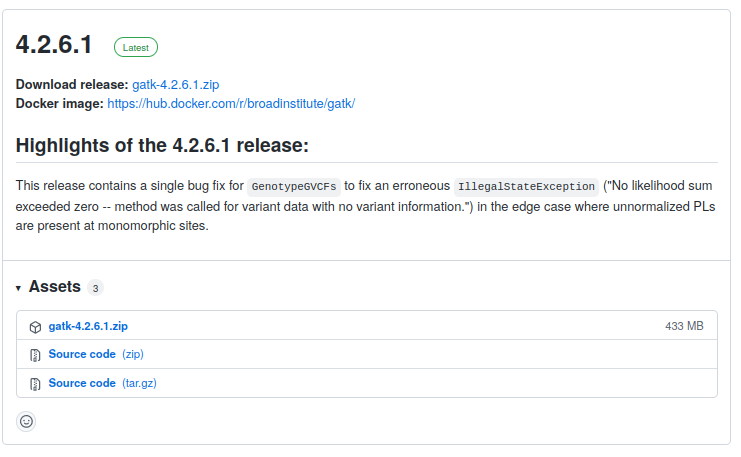 4.2.6.1 Latest
Download release: gatk-4.2.6.1.zip
Docker image: https://hub.docker.com/r/broadinstitute/gatk/
Highlights of the 4.2.6.1 release:
This release contains a single bug fix for GenotypeGVCFs to fix an erroneous IllegalStateException ("No likelihood sum
exceeded zero -- method was called for variant data with no variant information.") in the edge case where unnormalized PLs
are present at monomorphic sites.
▾ Assets 3
gatk-4.2.6.1.zip 433 MB
Source code (zip)
Source code (tar.gz)